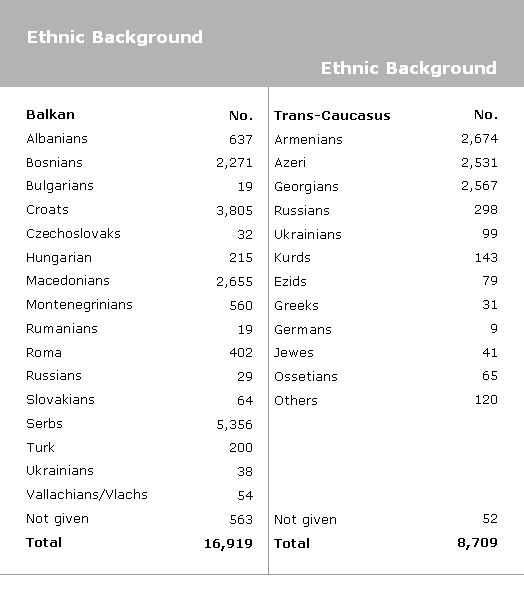 Ethnic Background
Ethnic Background
Balkan No.
Albanians 637
Bosnians 2,271
Bulgarians 19
Croats 3,805
Czechoslovaks 32
Hungarian 215
Macedonians 2,655
Montenegrinians 560
Rumanians 19
Roma 402
Russians 29
Slovakians 64
Serbs 5,356
Turk 200
Ukrainians 38
Vallachians/Vlachs 54
Not given 563
Total 16,919
Trans-Caucasus No.
Armenians 2,674
Azeri 2,531
Georgians 2,567
Russians 298
Ukrainians 99
Kurds 143
Ezids 79
Greeks 31
Germans 9
Jewes 41
Ossetians 65
Others 120
Not given 52
Total 8,709